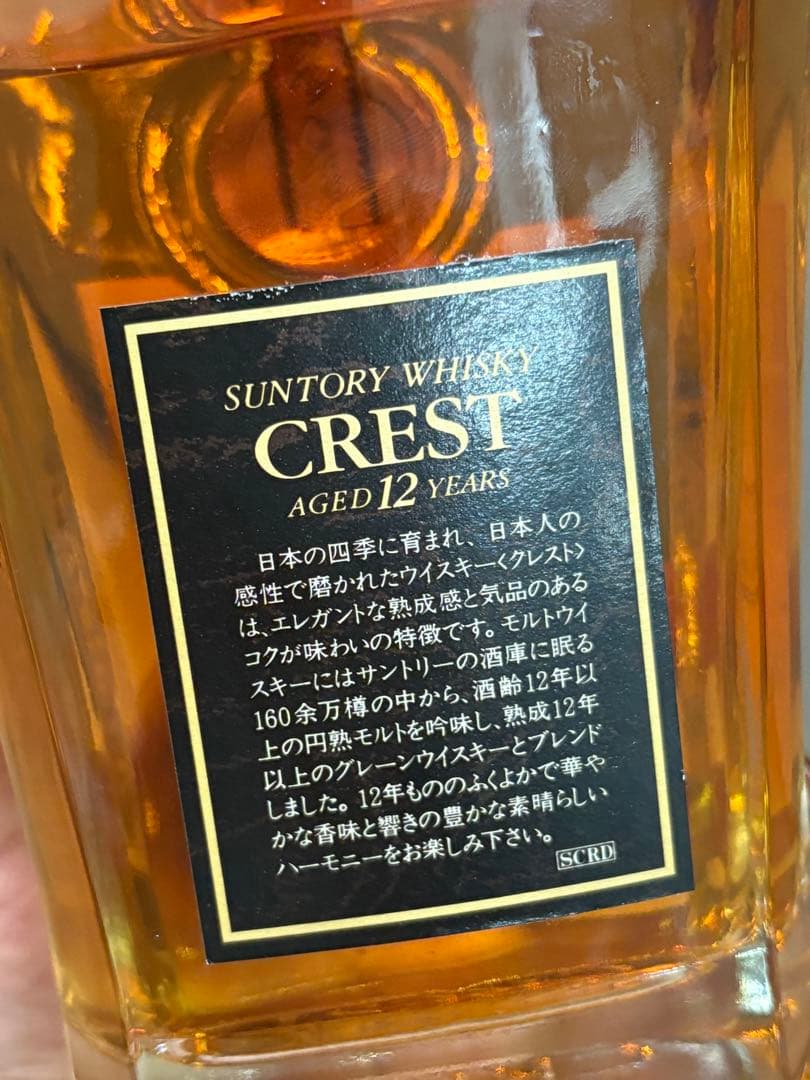 SUNTORY WHISKY
CREST
AGED 12 YEARS
日本の四季に育まれ、日本人の
感性で磨かれたウイスキー〈クレスト〉
は、エレガントな熟成感と気品のある
コクが味わいの特徴です。モルトウイ
スキーにはサントリーの酒庫に眠る
160余万樽の中から、酒齢12年以
上の円熟モルトを吟味し、熟成12年
以上のグレーンウイスキーとブレンド
しました。12年もののふくよかで華や
かな香味と響きの豊かな素晴らしい
ハーモニーをお楽しみ下さい。
SCRD